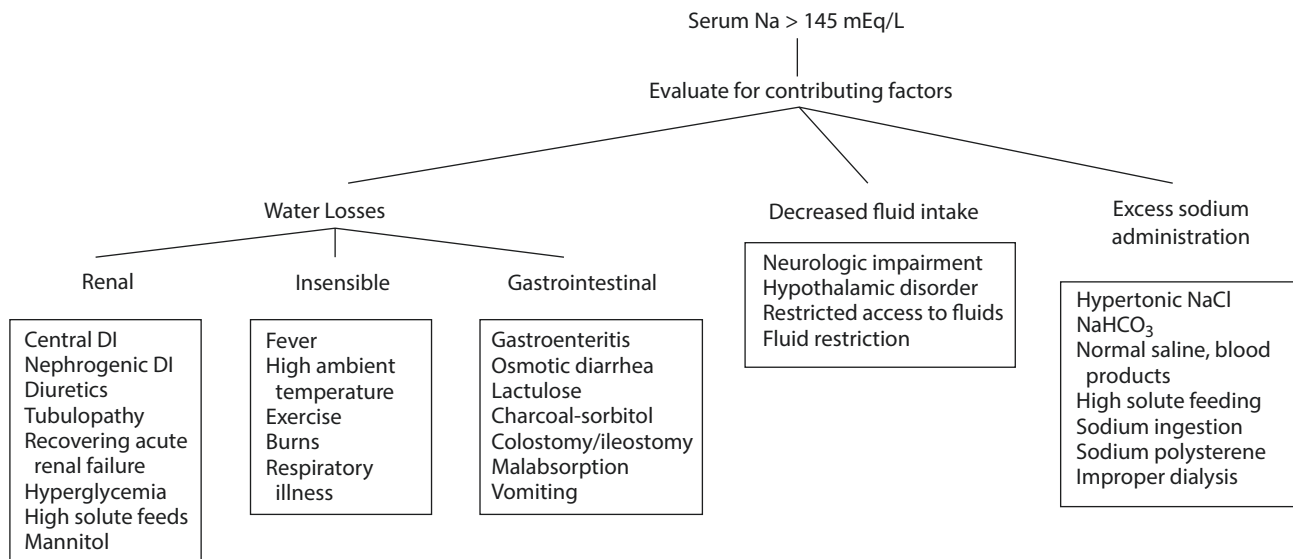 Serum Na > 145 mEq/L
Evaluate for contributing factors
Water Losses
Decreased fluid intake
Excess sodium
administration
Renal
Insensible
Gastrointestinal
Central DI
Nephrogenic DI
Diuretics
Tubulopathy
Recovering acute
renal failure
Hyperglycemia
High solute feeds
Mannitol
Fever
High ambient
temperature
Exercise
Burns
Respiratory
illness
Gastroenteritis
Osmotic diarrhea
Lactulose
Charcoal-sorbitol
Colostomy/ileostomy
Malabsorption
Vomiting
Neurologic impairment
Hypothalamic disorder
Restricted access to fluids
Fluid restriction
Hypertonic NaCl
NaHCO₃
Normal saline, blood
products
High solute feeding
Sodium ingestion
Sodium polysterene
Improper dialysis